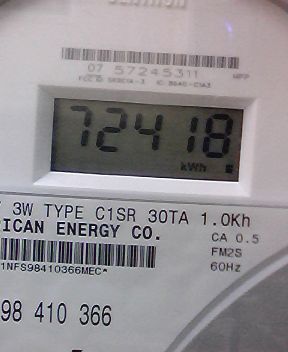 07 57245311
72418
kWh
3W TYPE C1SR 30TA 1.0Kh
RICAN ENERGY CO.
CA 0.5
FM2S
60Hz
1NFS98410366MEC*
98 410 366